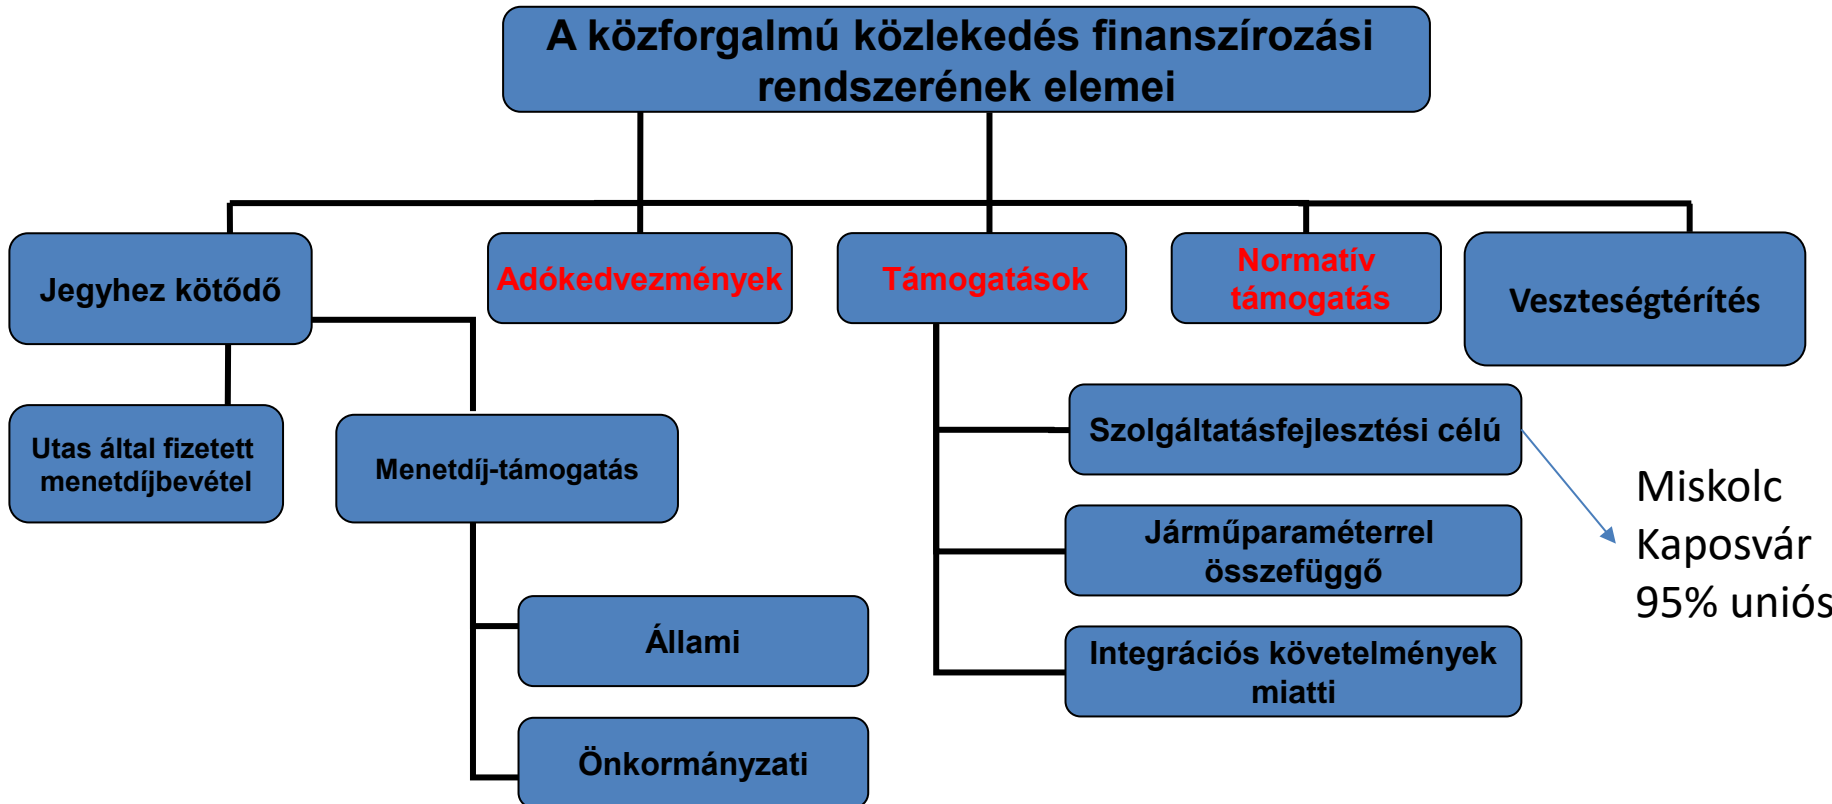 A közforgalmú közlekedés finanszírozási
rendszerének elemei
Jegyhez kötődő
Adókedvezmények
Támogatások
Normatív
támogatás
Veszteségtérítés
Utas által fizetett
menetdíjbevétel
Menetdíj-támogatás
Állami
Önkormányzati
Szolgáltatásfejlesztési célú
Járműparaméterrel
összefüggő
Integrációs követelmények
miatti
Miskolc
Kaposvár
95% uniós